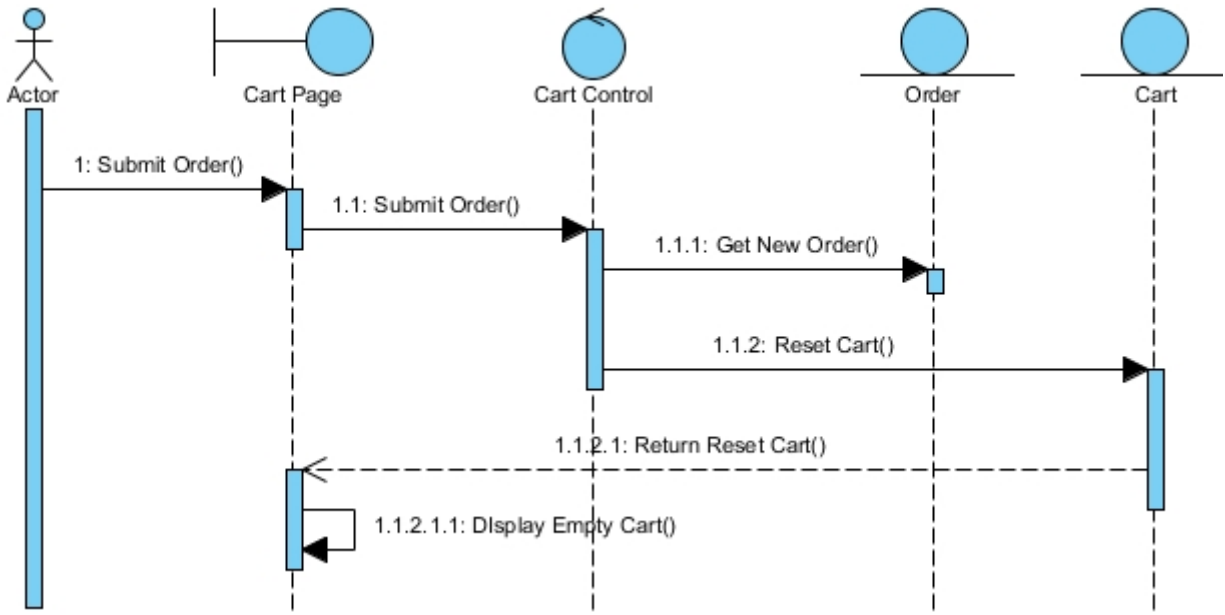 Actor
Cart Page
Cart Control
Order
Cart
1: Submit Order()
1.1: Submit Order()
1.1.1: Get New Order()
1.1.2: Reset Cart()
1.1.2.1: Return Reset Cart()
1.1.2.1.1: DIsplay Empty Cart()